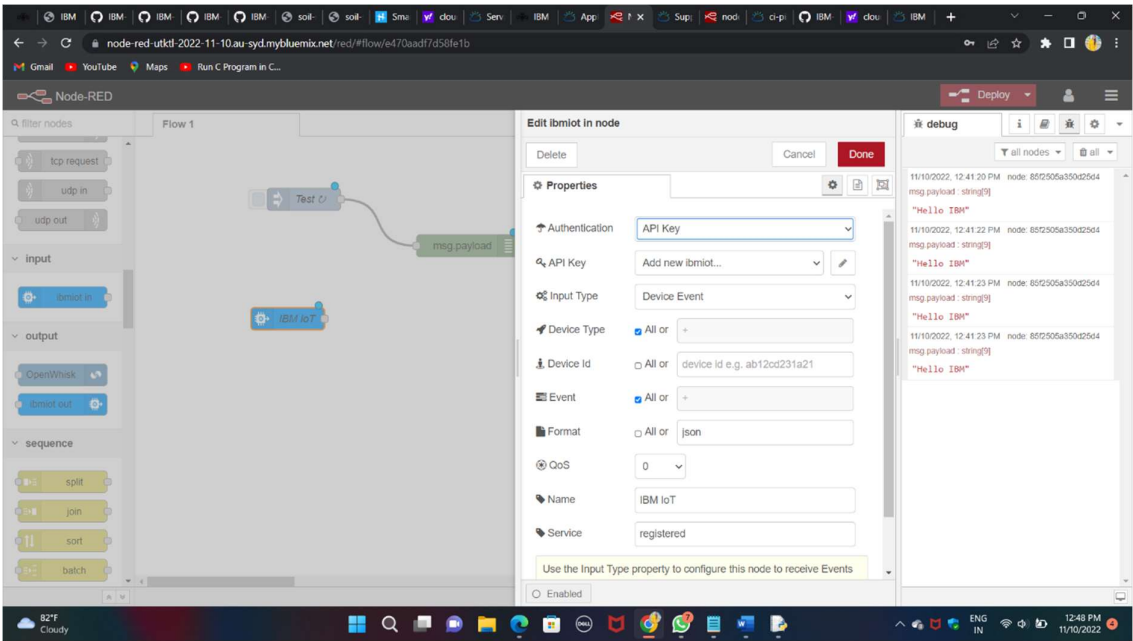 IBM
IBM-
IBM
IBM
IBM-
soil-
soil-
Sma
clou
Serv
IBM
App
Sup
node
ci-pi
IBM-
clou
IBM
node-red-utktl-2022-11-10.au-syd.mybluemix.net/red/#flow/e470aadf7d58fe1b
Gmail
YouTube
Maps
Run C Program in C...
Node-RED
Deploy
filter nodes
Flow 1
tcp request
udp in
udp out
input
ibmiot in
output
OpenWhisk
ibmiot out
sequence
split
join
sort
batch
Test
msg.payload
IBM IoT
Edit ibmiot in node
Delete
Cancel
Done
Properties
Authentication
API Key
API Key
Add new ibmiot...
Input Type
Device Event
Device Type
All or
+
Device Id
All or
device id e.g. ab12cd231a21
Event
All or
+
Format
All or
json
QoS
0
Name
IBM IoT
Service
registered
Use the Input Type property to configure this node to receive Events
Enabled
debug
i
all nodes
all
11/10/2022, 12:41:20 PM node: 85f2505a350d25d4
msg.payload : string[9]
"Hello IBM"
11/10/2022, 12:41:22 PM node: 85f2505a350d25d4
msg.payload : string[9]
"Hello IBM"
11/10/2022, 12:41:23 PM node: 85f2505a350d25d4
msg.payload : string[9]
"Hello IBM"
11/10/2022, 12:41:23 PM node: 85f2505a350d25d4
msg.payload : string[9]
"Hello IBM"
82°F
Cloudy
DELL
ENG
IN
12:48 PM
11/10/2022
4